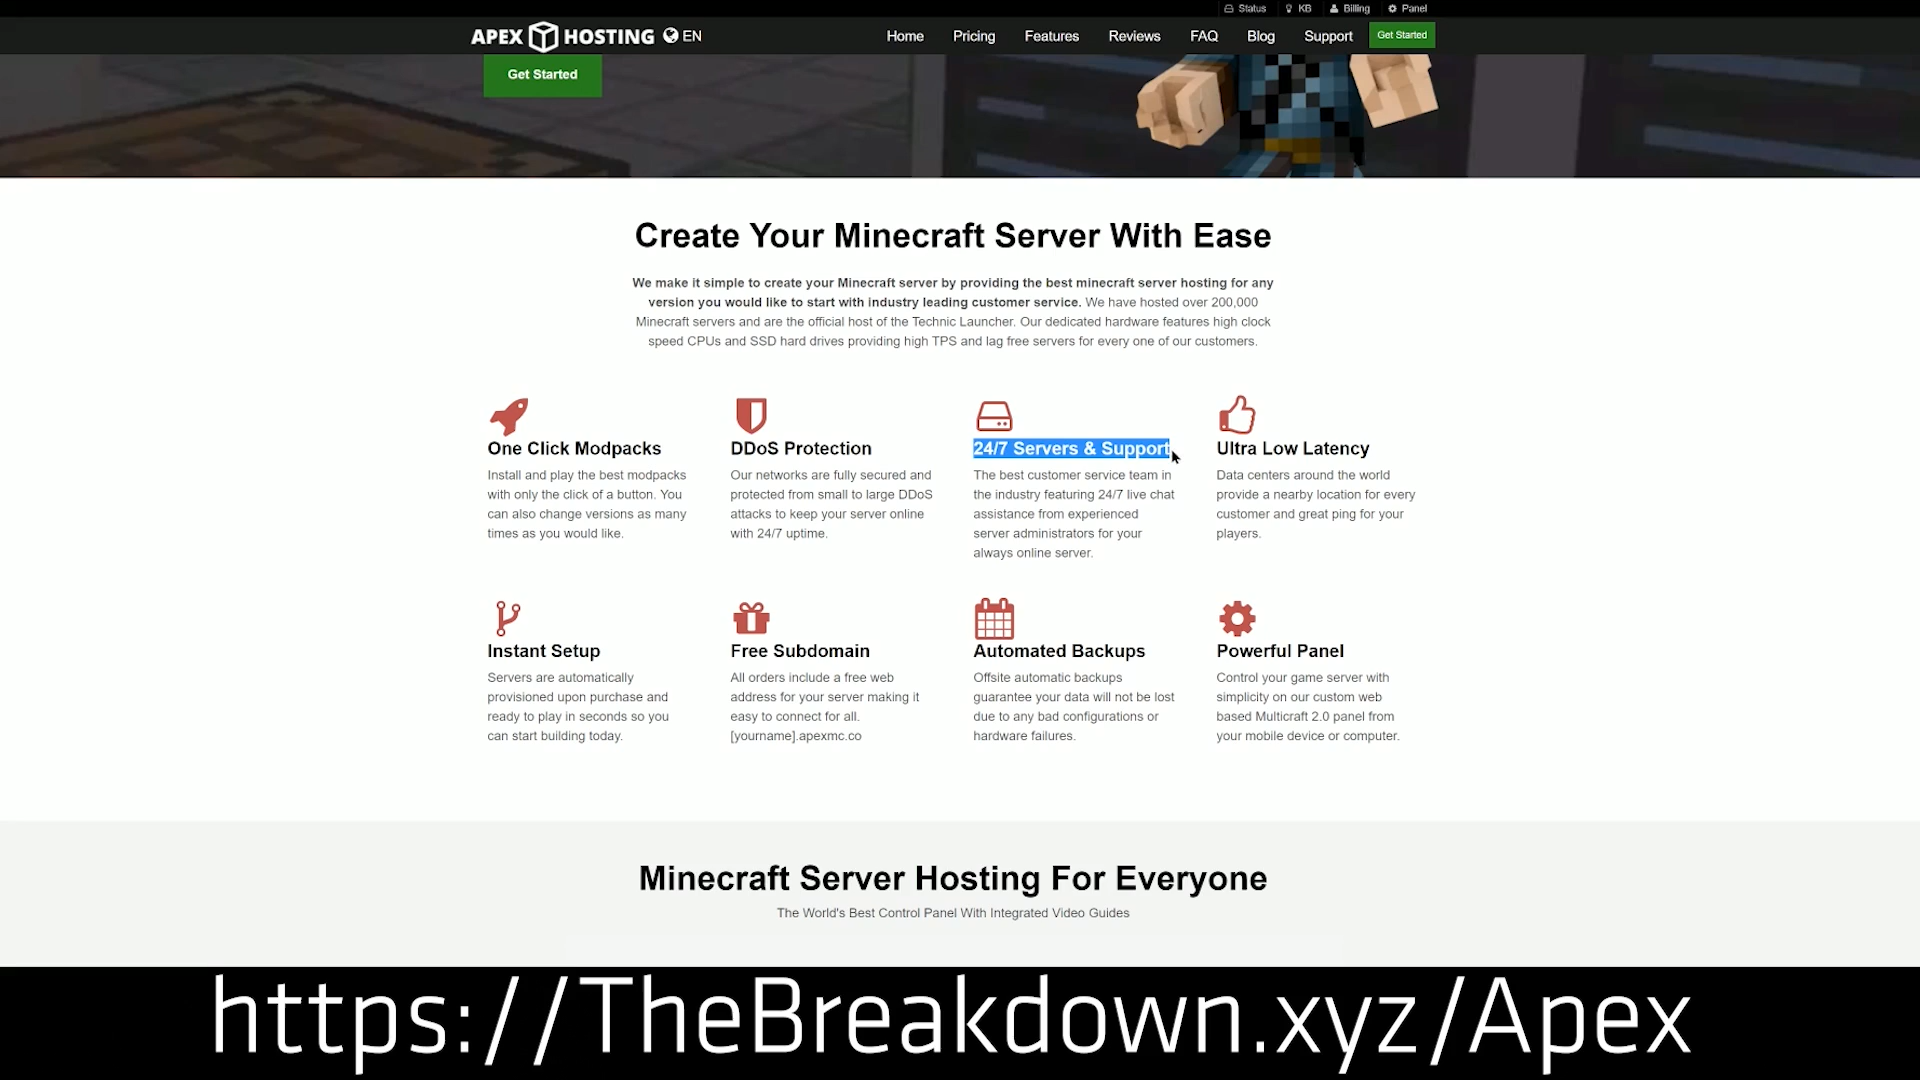 Status KB Billing Panel
APEX HOSTING EN Home Pricing Features Reviews FAQ Blog Support Get Started
Get Started
Create Your Minecraft Server With Ease
We make it simple to create your Minecraft server by providing the best minecraft server hosting for any
version you would like to start with industry leading customer service. We have hosted over 200,000
Minecraft servers and are the official host of the Technic Launcher. Our dedicated hardware features high clock
speed CPUs and SSD hard drives providing high TPS and lag free servers for every one of our customers.
One Click Modpacks
Install and play the best modpacks
with only the click of a button. You
can also change versions as many
times as you would like.
DDoS Protection
Our networks are fully secured and
protected from small to large DDoS
attacks to keep your server online
with 24/7 uptime.
24/7 Servers & Support
The best customer service team in
the industry featuring 24/7 live chat
assistance from experienced
server administrators for your
always online server.
Ultra Low Latency
Data centers around the world
provide a nearby location for every
customer and great ping for your
players.
Instant Setup
Servers are automatically
provisioned upon purchase and
ready to play in seconds so you
can start building today.
Free Subdomain
All orders include a free web
address for your server making it
easy to connect for all.
[yourname].apexmc.co
Automated Backups
Offsite automatic backups
guarantee your data will not be lost
due to any bad configurations or
hardware failures.
Powerful Panel
Control your game server with
simplicity on our custom web
based Multicraft 2.0 panel from
your mobile device or computer.
Minecraft Server Hosting For Everyone
The World's Best Control Panel With Integrated Video Guides
https://TheBreakdown.xyz/Apex